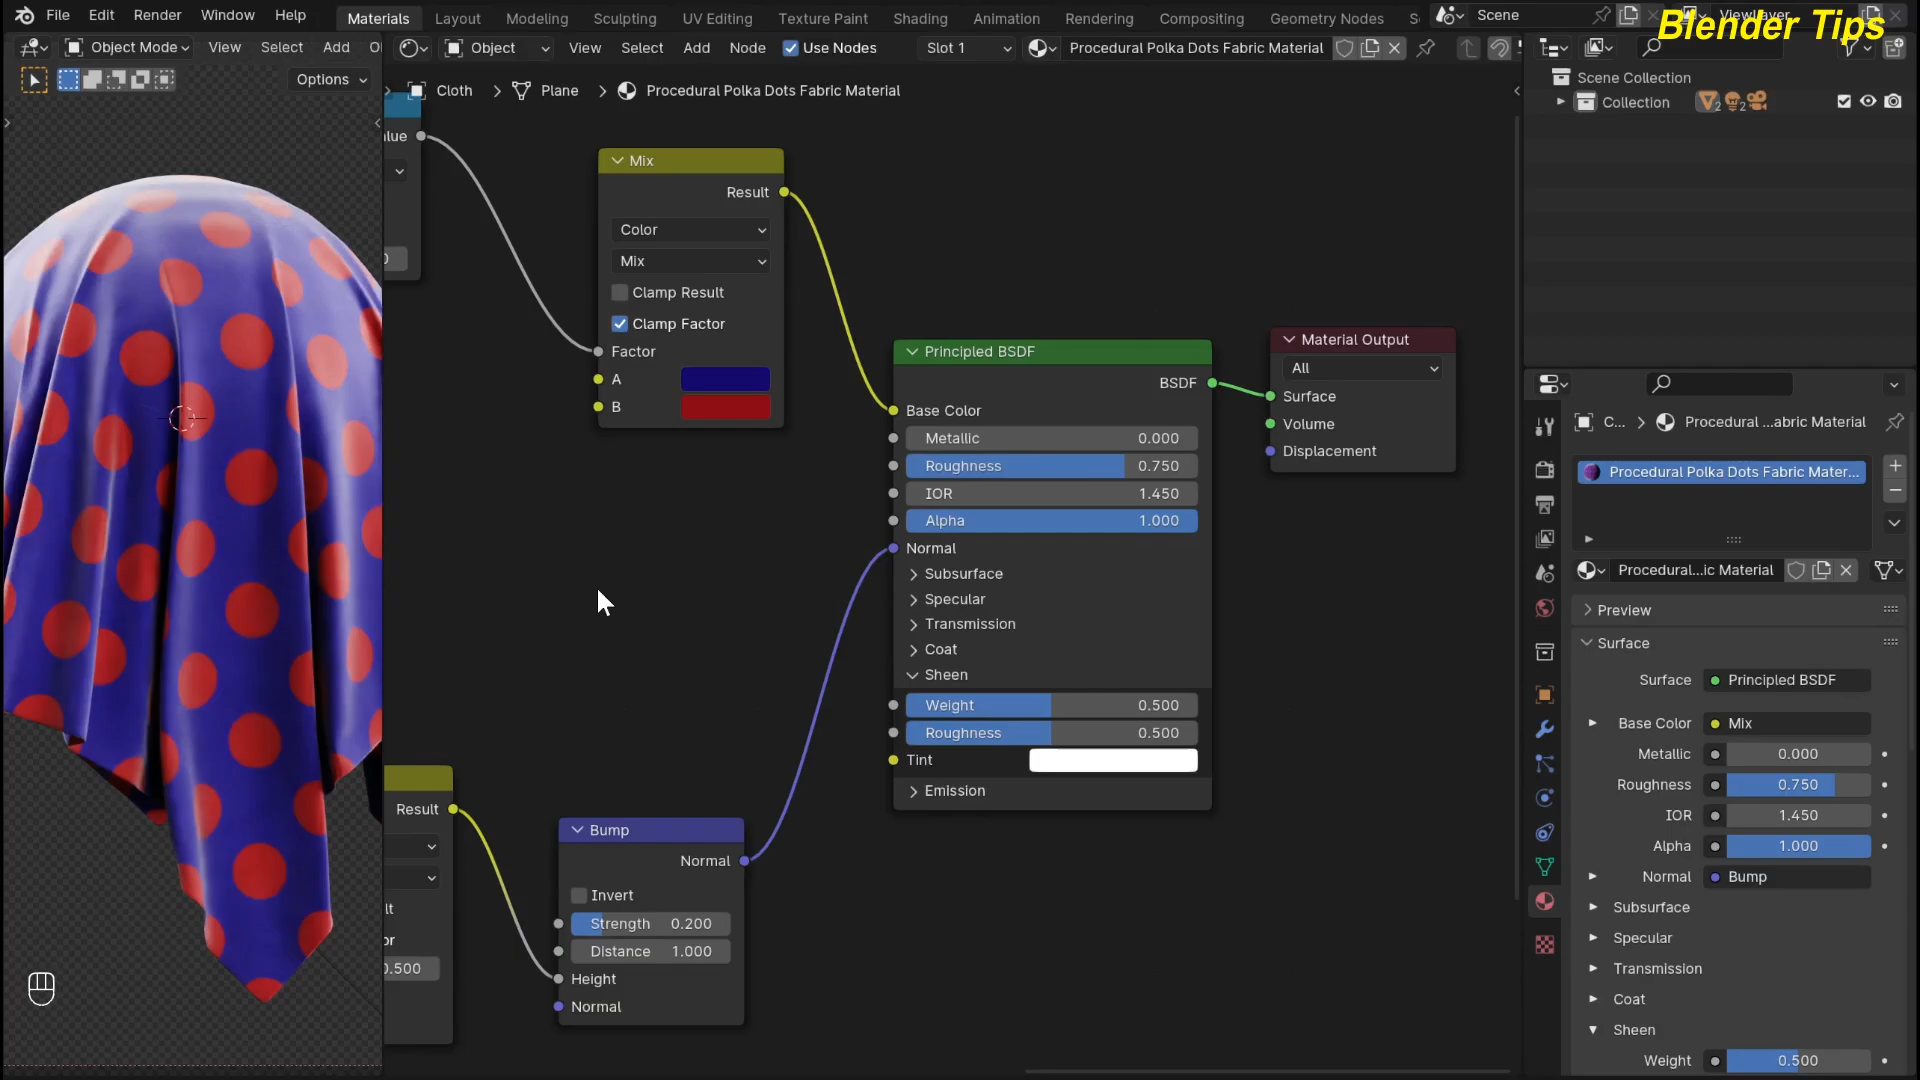 File Edit Render Window Help
Materials Layout Modeling Sculpting UV Editing Texture Paint Shading Animation Rendering Compositing Geometry Nodes
Scene
ViewLayer
Blender Tips
Object Mode View Select Add
Object View Select Add Node Use Nodes Slot 1 Procedural Polka Dots Fabric Material
Options
Cloth > Plane > Procedural Polka Dots Fabric Material
Scene Collection
Collection
2
2
Mix
Result
Color
Mix
Clamp Result
Clamp Factor
Factor
A
B
Principled BSDF
BSDF
Base Color
Metallic 0.000
Roughness 0.750
IOR 1.450
Alpha 1.000
Normal
Subsurface
Specular
Transmission
Coat
Sheen
Weight 0.500
Roughness 0.500
Tint
Emission
Material Output
All
Surface
Volume
Displacement
Result
0.500
Bump
Normal
Invert
Strength 0.200
Distance 1.000
Height
Normal
C... > Procedural ...abric Material
Procedural Polka Dots Fabric Mater...
Procedural...ic Material
Preview
Surface
Surface Principled BSDF
Base Color Mix
Metallic 0.000
Roughness 0.750
IOR 1.450
Alpha 1.000
Normal Bump
Subsurface
Specular
Transmission
Coat
Sheen
Weight 0.500